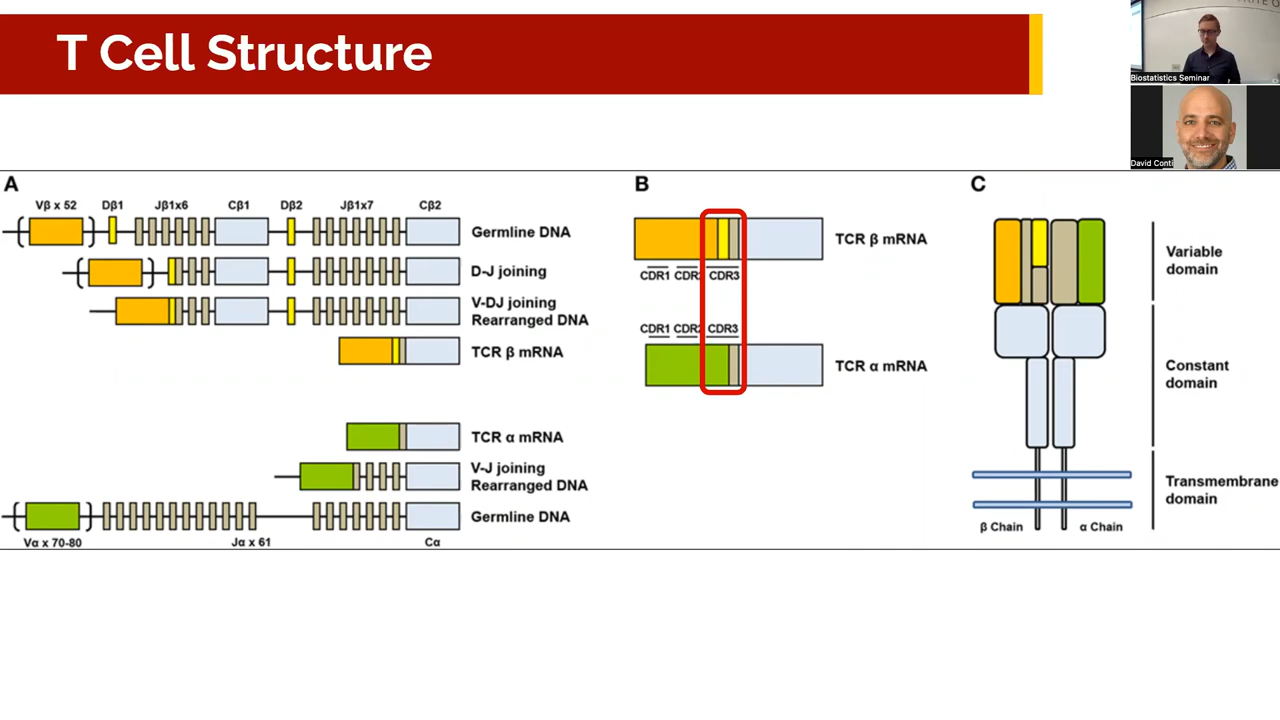 T Cell Structure
Biostatistics Seminar
David Conti
A
Vβ x 52 Dβ1 Jβ1x6 Cβ1 Dβ2 Jβ1x7 Cβ2
Germline DNA
D-J joining
V-DJ joining
Rearranged DNA
TCR β mRNA
TCR α mRNA
V-J joining
Rearranged DNA
Germline DNA
Vα x 70-80 Jα x 61 Cα
B
TCR β mRNA
CDR1 CDR2 CDR3
CDR1 CDR2 CDR3
TCR α mRNA
C
Variable
domain
Constant
domain
Transmembrane
domain
β Chain α Chain